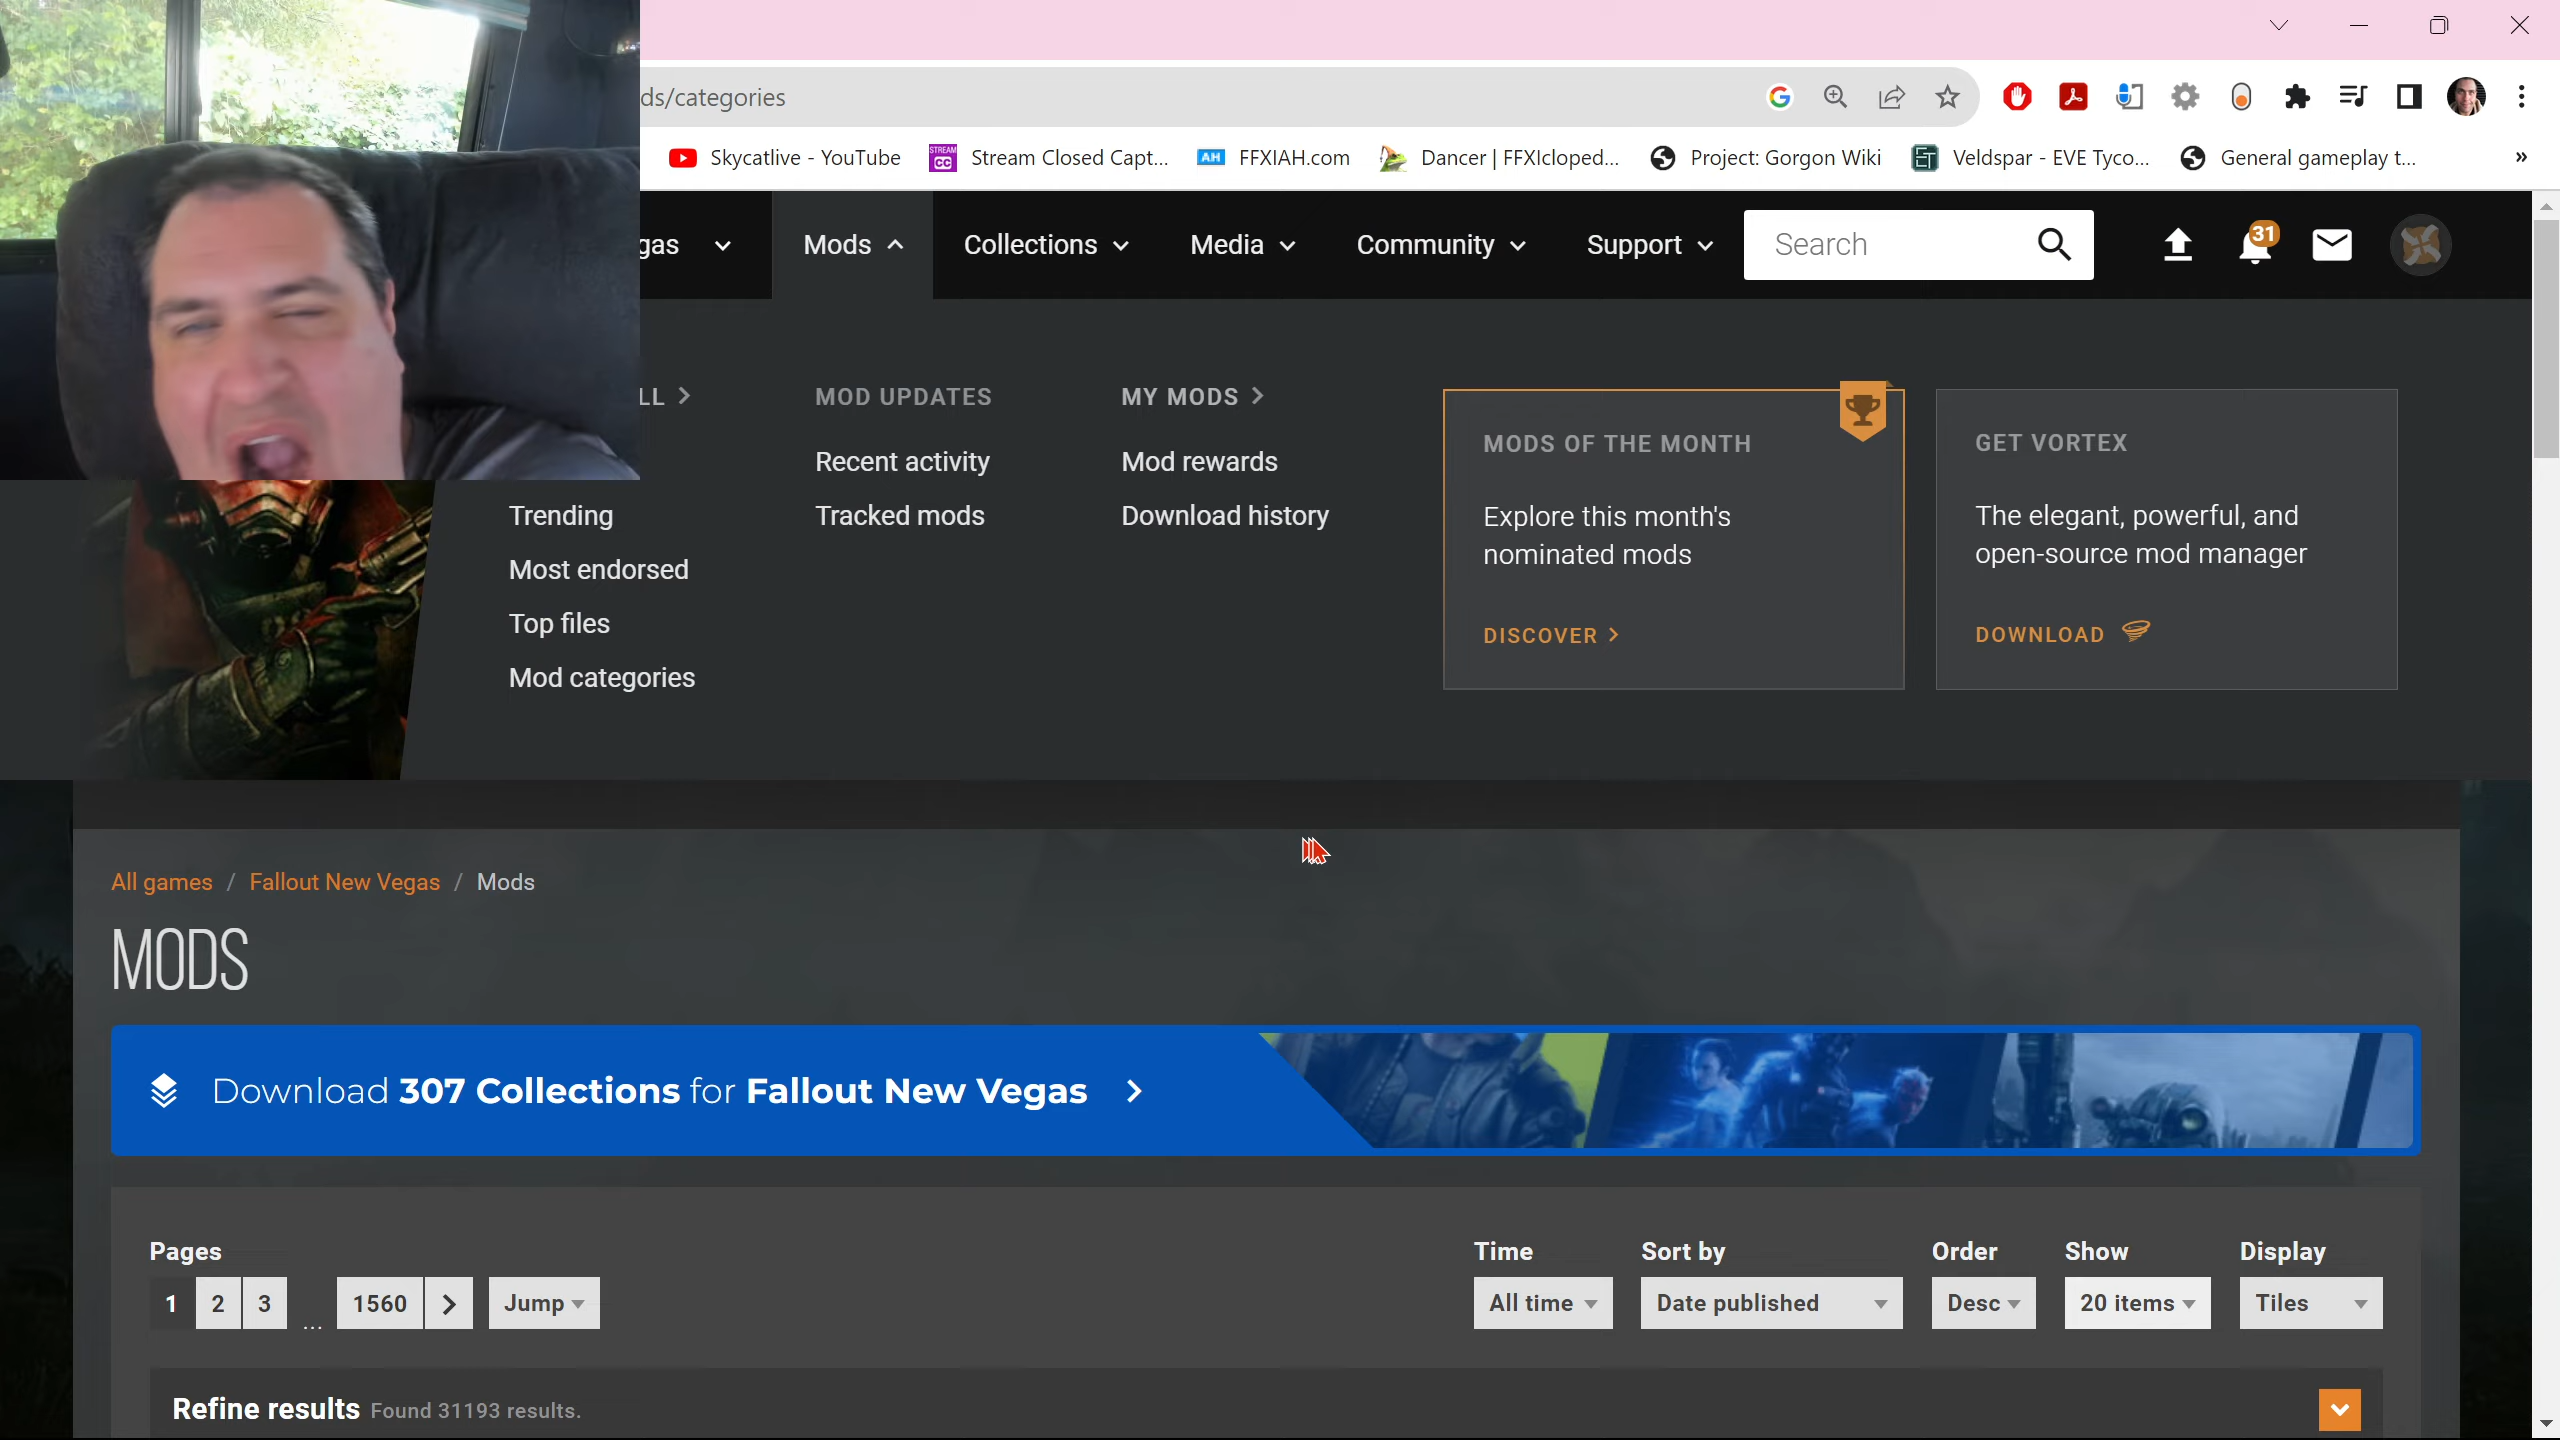 ds/categories
Skycatlive - YouTube
STREAM CC
Stream Closed Capt...
AH
FFXIAH.com
Dancer | FFXIcloped...
Project: Gorgon Wiki
ET
Veldspar - EVE Tyco...
General gameplay t...
»
gas
Mods
Collections
Media
Community
Support
Search
31
LL
MOD UPDATES
MY MODS
Recent activity
Mod rewards
Trending
Tracked mods
Download history
Most endorsed
Top files
Mod categories
MODS OF THE MONTH
Explore this month's
nominated mods
DISCOVER
GET VORTEX
The elegant, powerful, and
open-source mod manager
DOWNLOAD
All games / Fallout New Vegas / Mods
MODS
Download 307 Collections for Fallout New Vegas
Pages
1 2 3 ... 1560 Jump
Time
All time
Sort by
Date published
Order
Desc
Show
20 items
Display
Tiles
Refine results Found 31193 results.